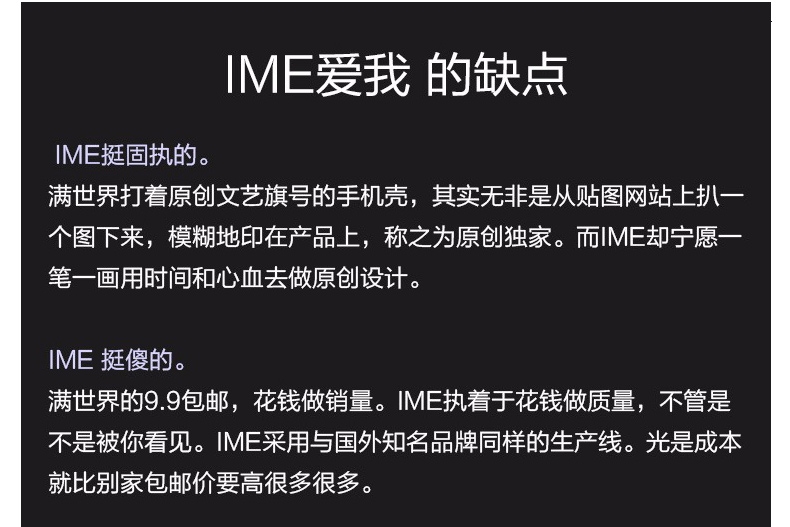 IME爱我 的缺点
IME挺固执的。
满世界打着原创文艺旗号的手机壳，其实无非是从贴图网站上扒一
个图下来，模糊地印在产品上，称之为原创独家。而IME却宁愿一
笔一画用时间和心血去做原创设计。
IME 挺傻的。
满世界的9.9包邮，花钱做销量。IME执着于花钱做质量，不管是
不是被你看见。IME采用与国外知名品牌同样的生产线。光是成本
就比别家包邮价要高很多很多。